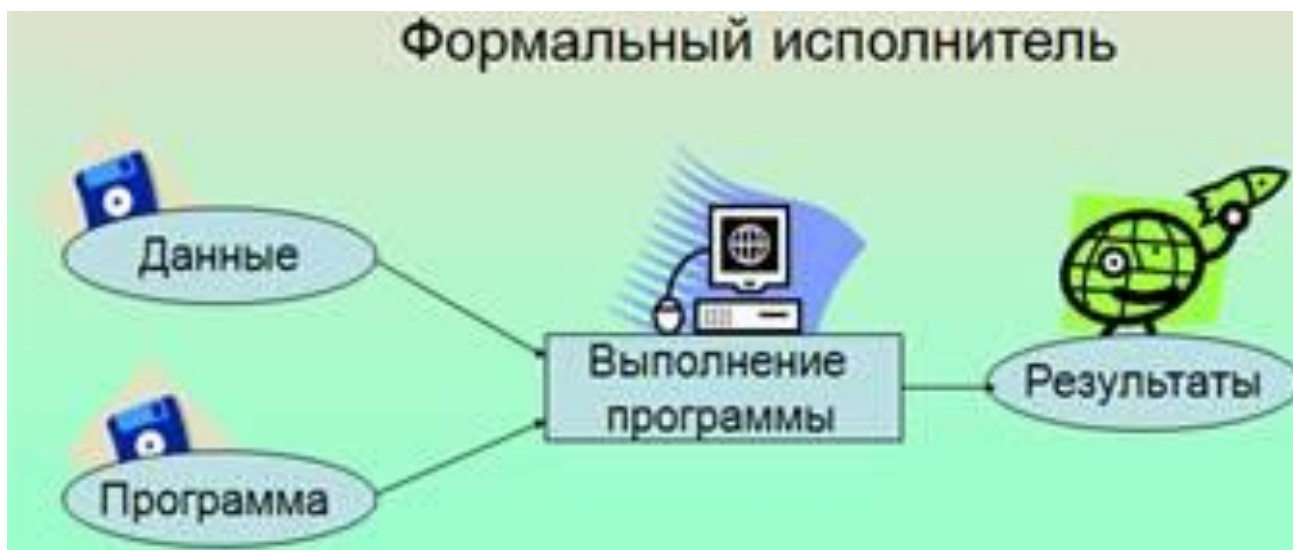 Формальный исполнитель
Данные
Выполнение
программы
Результаты
Программа